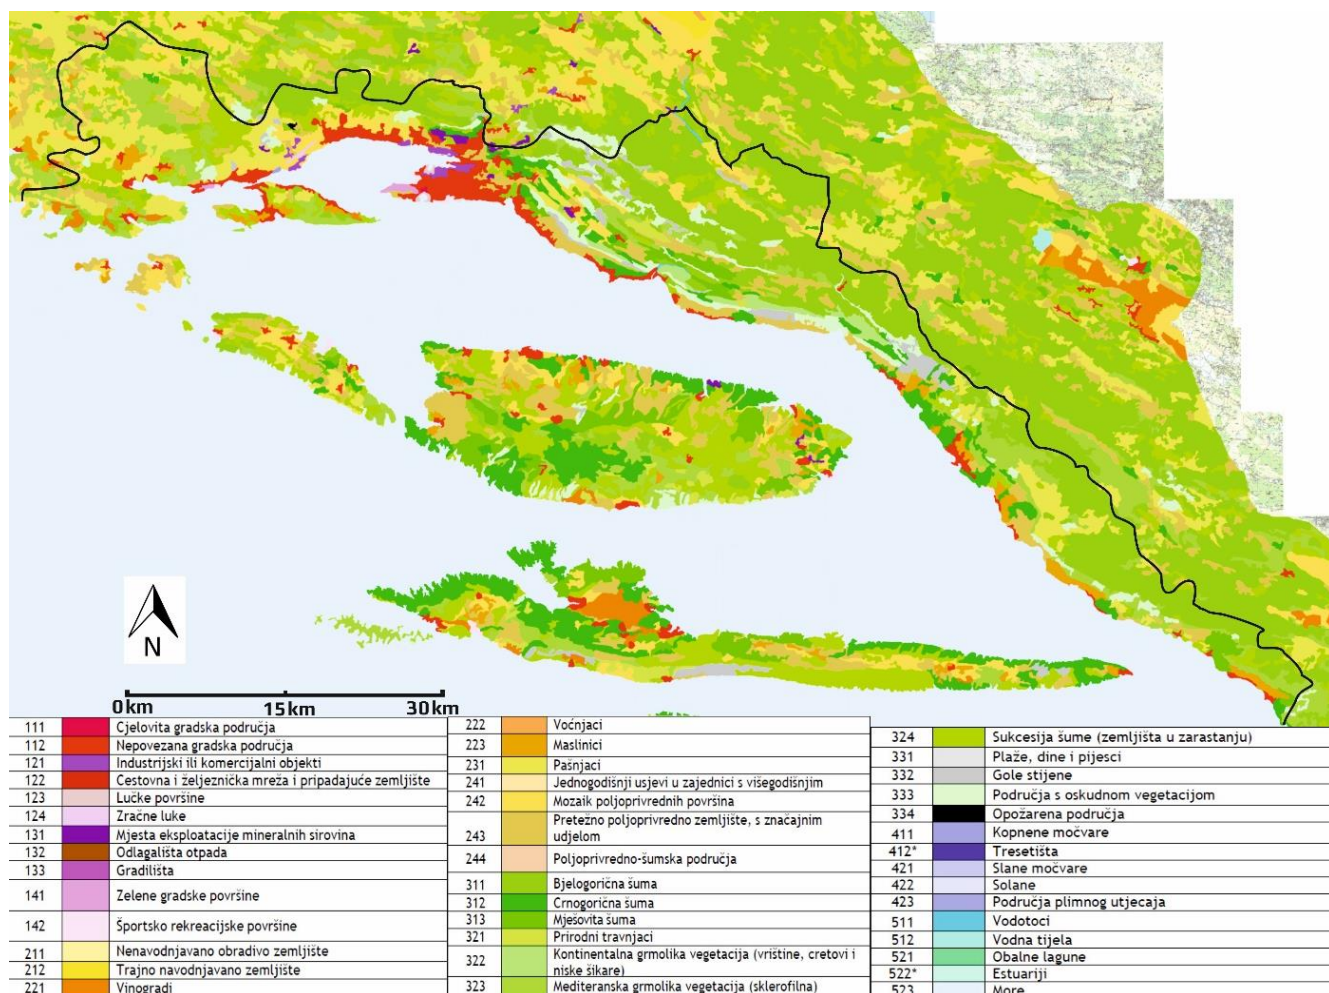 N
0km 15km 30km
111 Cjelovita gradska područja
112 Nepovezana gradska područja
121 Industrijski ili komercijalni objekti
122 Cestovna i željeznička mreža i pripadajuće zemljište
123 Lučke površine
124 Zračne luke
131 Mjesta eksploatacije mineralnih sirovina
132 Odlagališta otpada
133 Gradilišta
141 Zelene gradske površine
142 Športsko rekreacijske površine
211 Nenavodnjavano obradivo zemljište
212 Trajno navodnjavano zemljište
221 Vinogradi
222 Voćnjaci
223 Maslinici
231 Pašnjaci
241 Jednogodišnji usjevi u zajednici s višegodišnjim
242 Mozaik poljoprivrednih površina
243 Pretežno poljoprivredno zemljište, s značajnim
udjelom
244 Poljoprivredno-šumska područja
311 Bjelogorična šuma
312 Crnogorična šuma
313 Mješovita šuma
321 Prirodni travnjaci
322 Kontinentalna grmolika vegetacija (vrištine, cretovi i
niske šikare)
323 Mediteranska grmolika vegetacija (sklerofilna)
324 Sukcesija šume (zemljišta u zarastanju)
331 Plaže, dine i pijesci
332 Gole stijene
333 Područja s oskudnom vegetacijom
334 Opožarena područja
411 Kopnene močvare
412* Tresetišta
421 Slane močvare
422 Solane
423 Područja plimnog utjecaja
511 Vodotoci
512 Vodna tijela
521 Obalne lagune
522* Estuariji
523 More